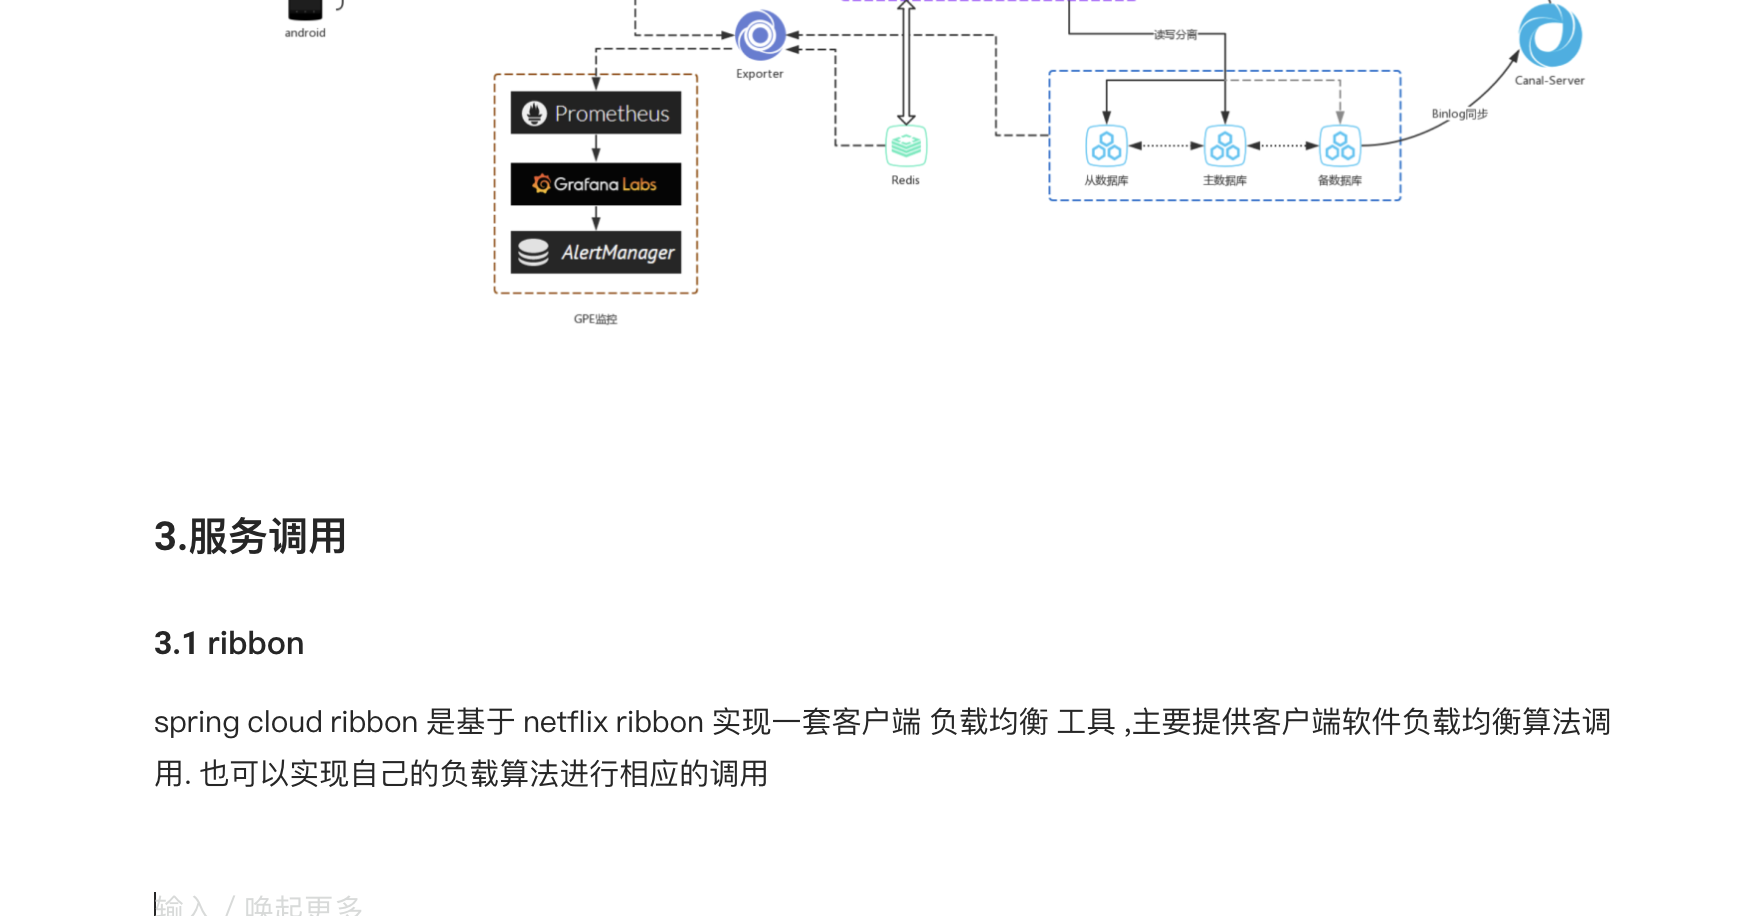 android
Exporter
读写分离
Canal-Server
Prometheus
Binlog同步
Grafana Labs
Redis
从数据库
主数据库
备数据库
AlertManager
GPE监控
3.服务调用
3.1 ribbon
spring cloud ribbon 是基于 netflix ribbon 实现一套客户端 负载均衡 工具 ,主要提供客户端软件负载均衡算法调
用. 也可以实现自己的负载算法进行相应的调用
输入 / 唤起更多